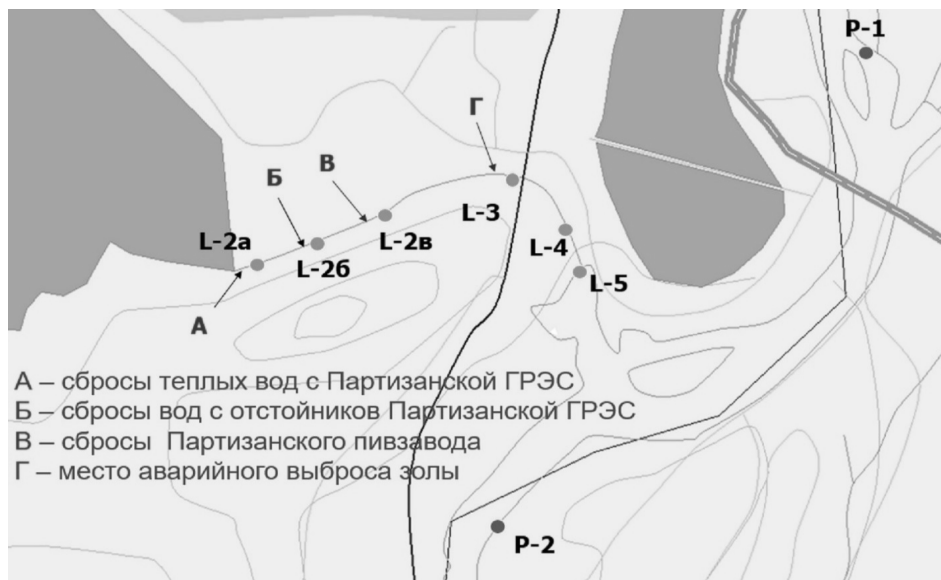 P-1
Г
В
Б
L-3
L-2а
L-2в
L-4
L-2б
L-5
А
А – сбросы теплых вод с Партизанской ГРЭС
Б – сбросы вод с отстойников Партизанской ГРЭС
В – сбросы Партизанского пивзавода
Г – место аварийного выброса золы
P-2